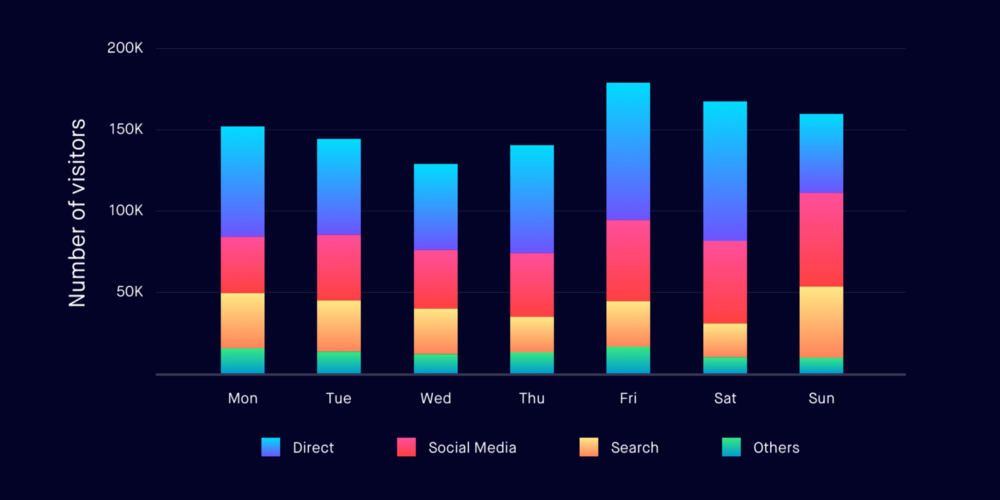 200K
150K
100K
50K
Number of visitors
Mon Tue Wed Thu Fri Sat Sun
Direct Social Media Search Others